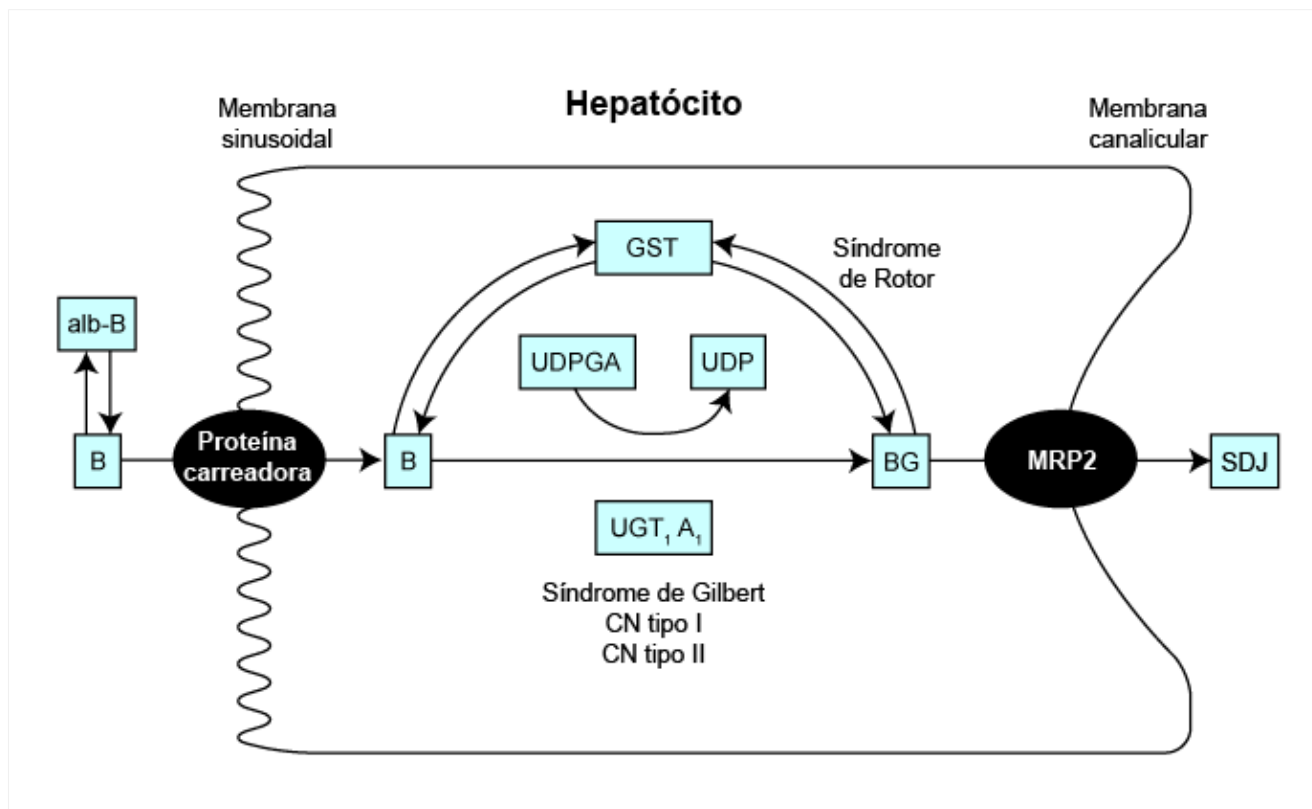 Hepatócito
Membrana
sinusoidal
Membrana
canalicular
GST
Síndrome
de Rotor
alb-B
UDPGA
UDP
B
Proteína
carreadora
B
BG
MRP2
SDJ
UGT₁ A₁
Síndrome de Gilbert
CN tipo I
CN tipo II